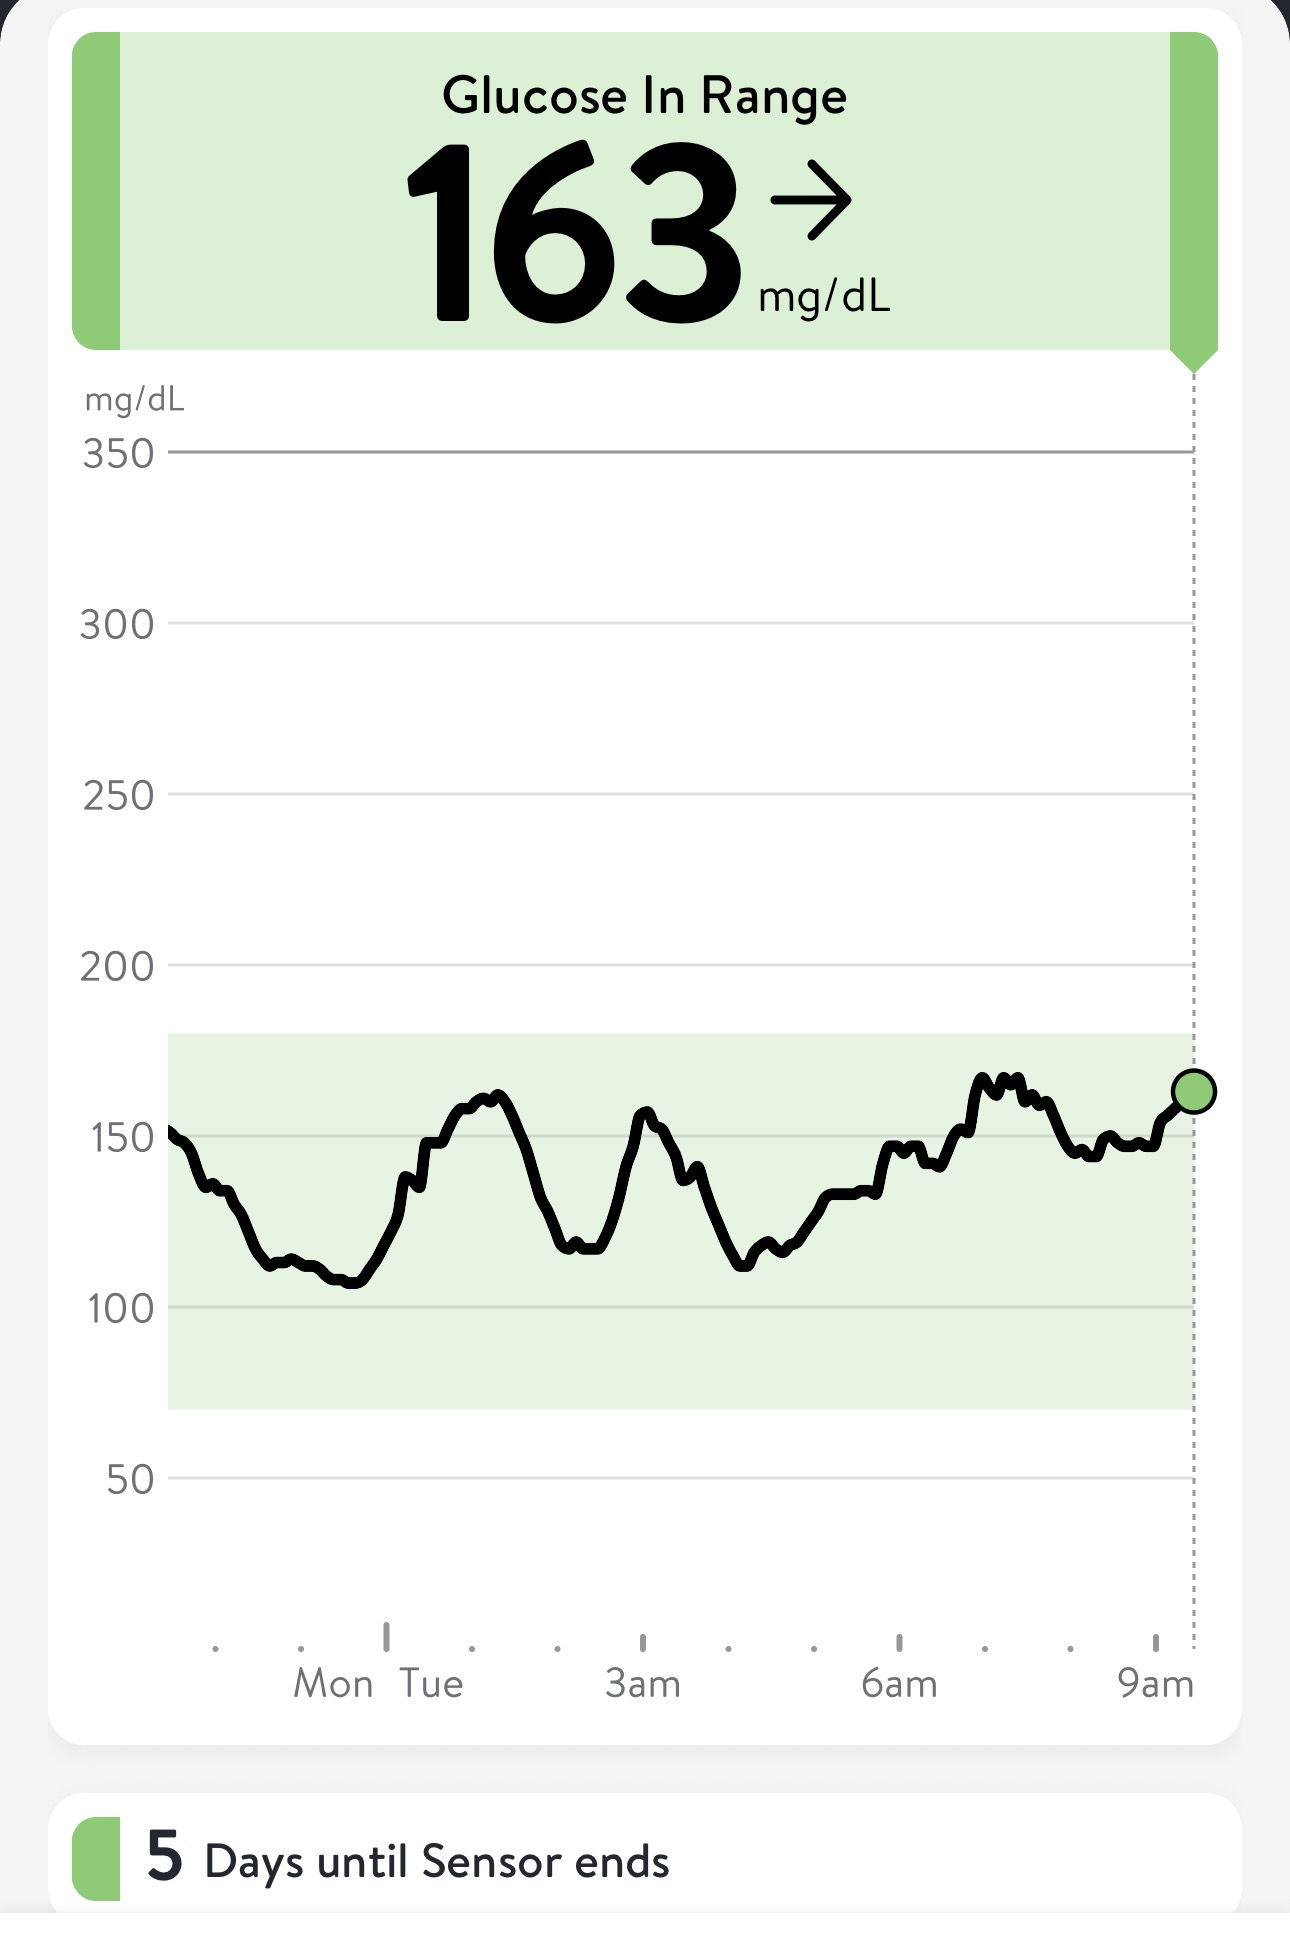 Glucose In Range
163
mg/dL
mg/dL
350
300
250
200
150
100
50
Mon Tue 3am 6am 9am
5 Days until Sensor ends